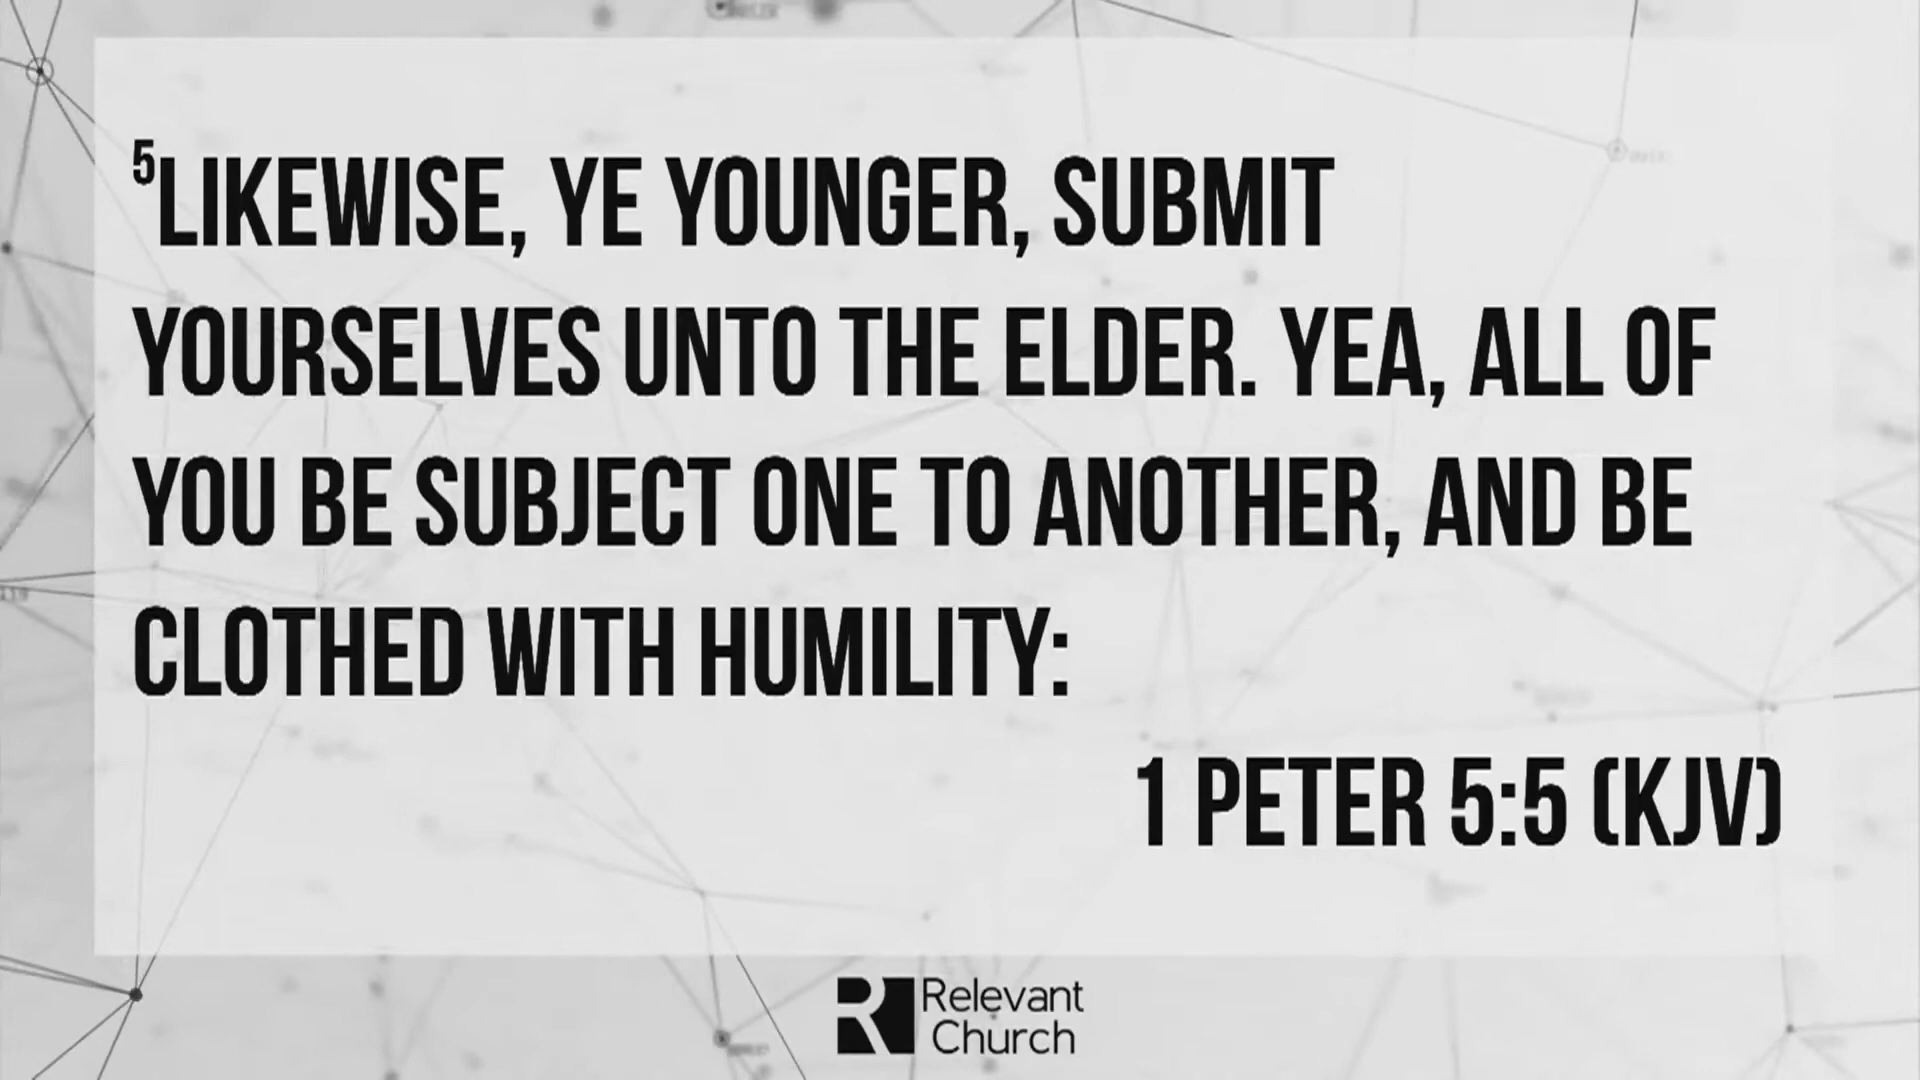 5LIKEWISE, YE YOUNGER, SUBMIT
YOURSELVES UNTO THE ELDER. YEA, ALL OF
YOU BE SUBJECT ONE TO ANOTHER, AND BE
CLOTHED WITH HUMILITY:
1 PETER 5:5 (KJV)
R Relevant
Church